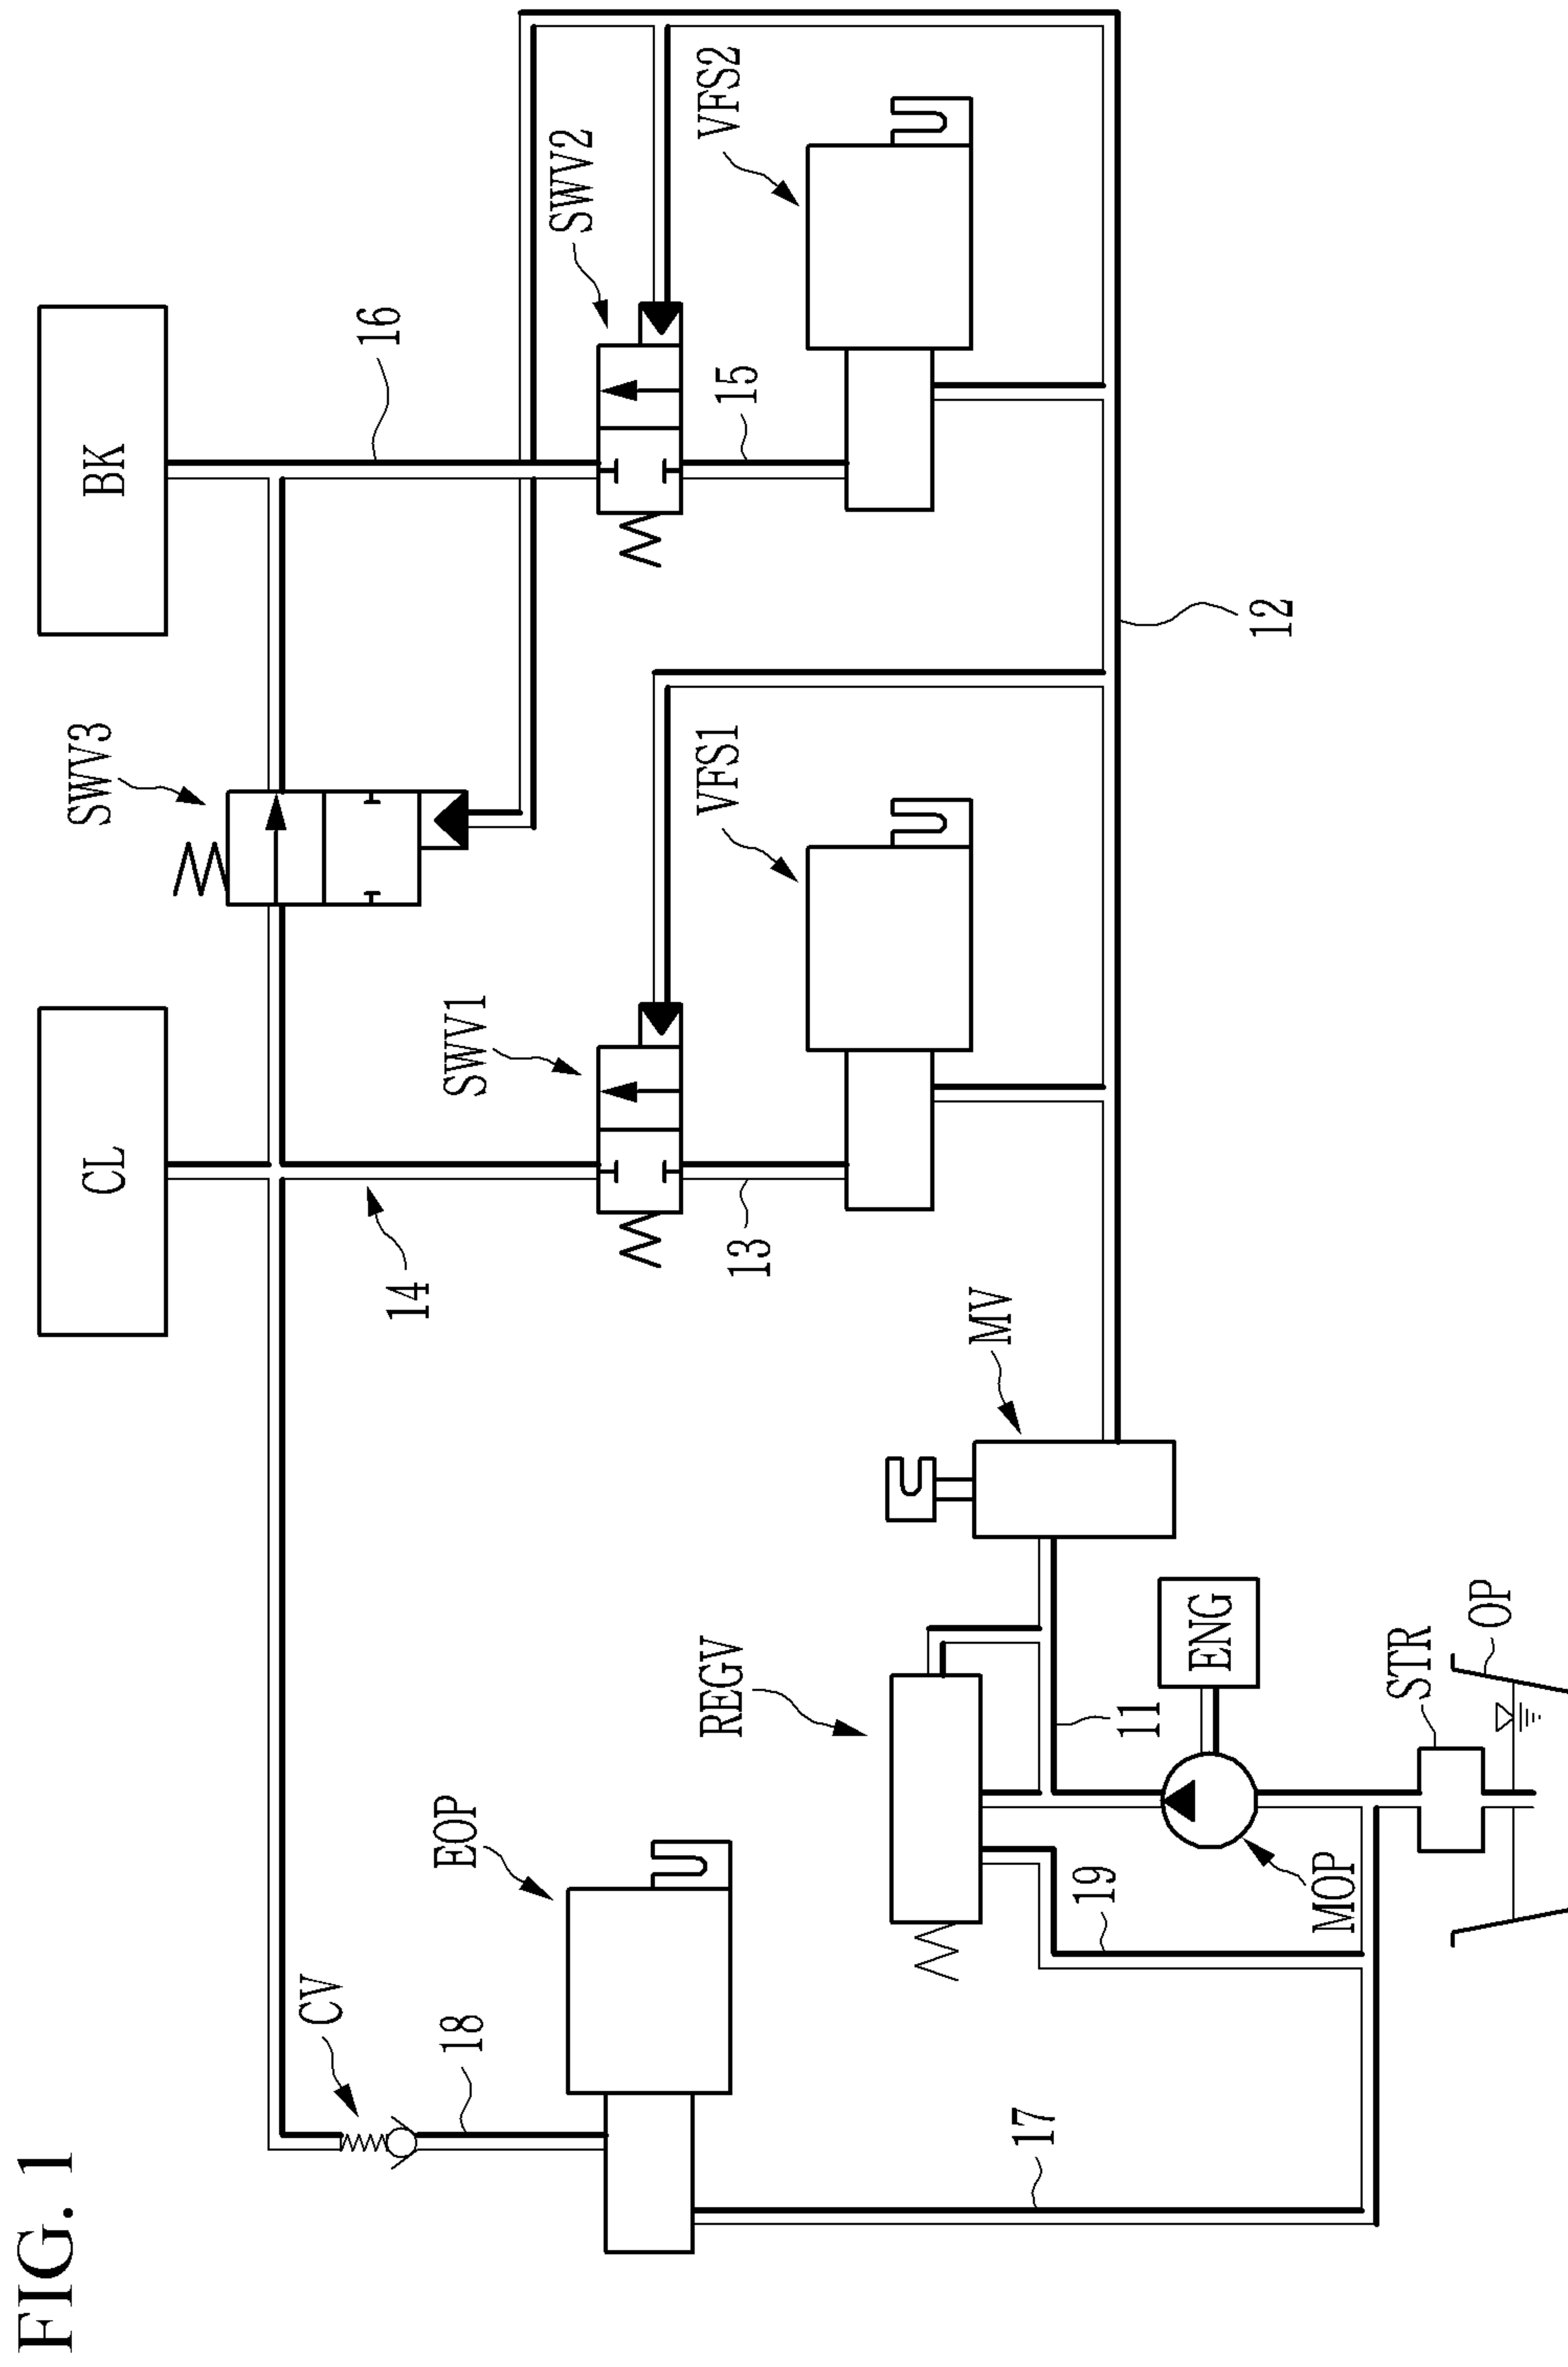 FIG. 1
CL
BK
SWV3
CV
14
16
SWV1
SWV2
18
EOP
13
15
VFS1
VFS2
REGV
MV
17
19
11
12
ENG
MOP
STR
OP